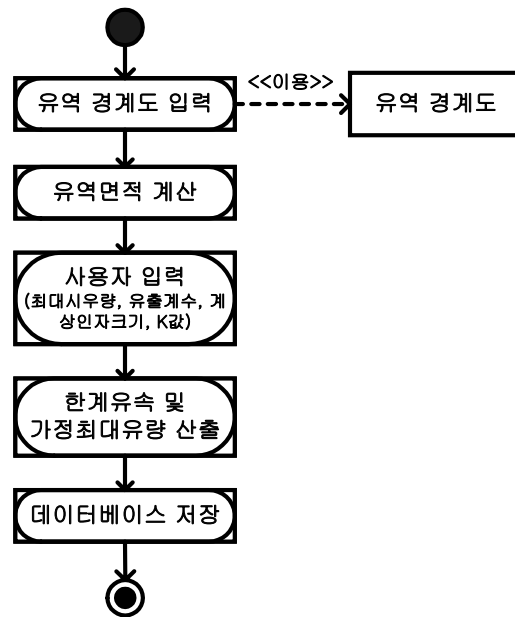 유역 경계도 입력
<<이용>>
유역 경계도
유역면적 계산
사용자 입력
(최대시우량, 유출계수, 계
상인자크기, K값)
한계유속 및
가정최대유량 산출
데이터베이스 저장